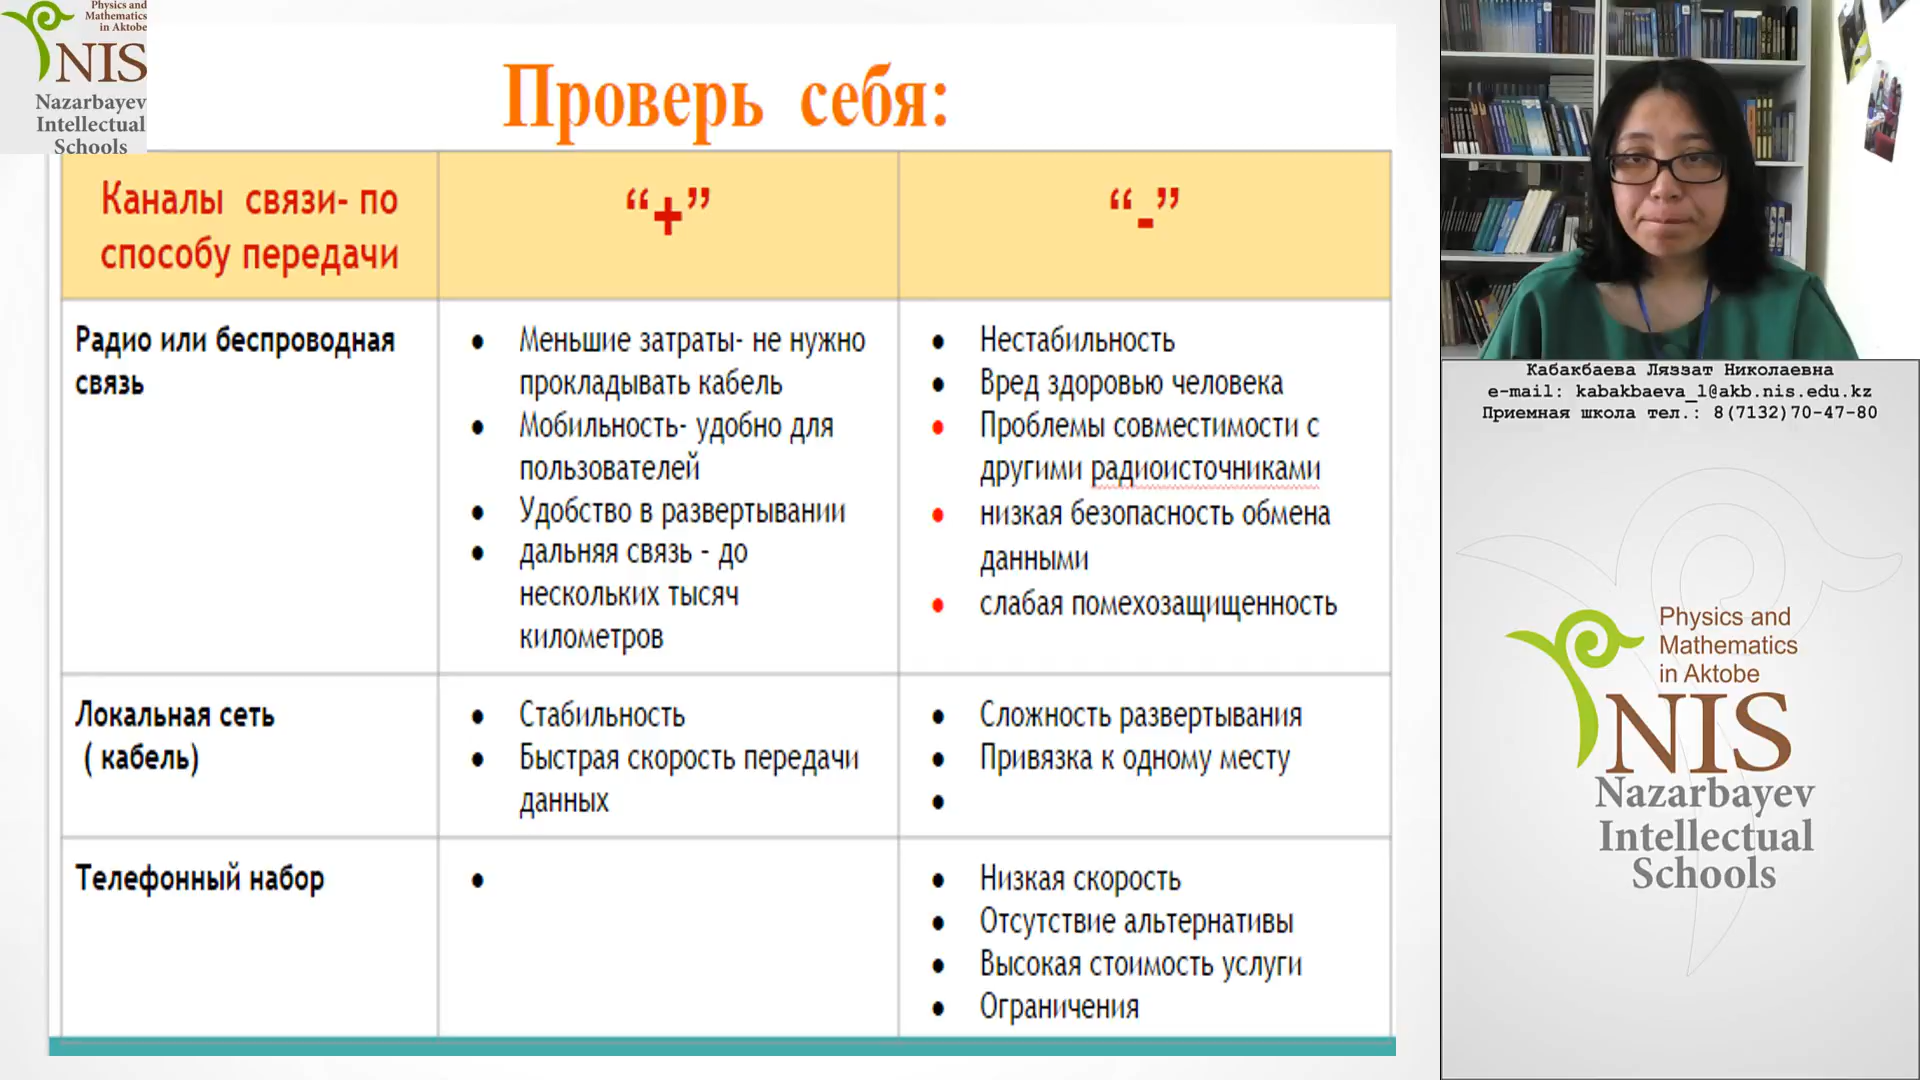 Physics and
Mathematics
in Aktobe
NIS
Nazarbayev
Intellectual
Schools
Проверь себя:
Каналы связи- по
способу передачи
“+”
“-”
Радио или беспроводная
связь
Меньшие затраты- не нужно
прокладывать кабель
Мобильность- удобно для
пользователей
Удобство в развертывании
дальняя связь - до
нескольких тысяч
километров
Нестабильность
Вред здоровью человека
Проблемы совместимости с
другими радиоисточниками
низкая безопасность обмена
данными
слабая помехозащищенность
Локальная сеть
( кабель)
Стабильность
Быстрая скорость передачи
данных
Сложность развертывания
Привязка к одному месту
Телефонный набор
Низкая скорость
Отсутствие альтернативы
Высокая стоимость услуги
Ограничения
Кабакбаева Ляззат Николаевна
e-mail: kabakbaeva_l@akb.nis.edu.kz
Приемная школа тел.: 8(7132)70-47-80
Physics and
Mathematics
in Aktobe
NIS
Nazarbayev
Intellectual
Schools